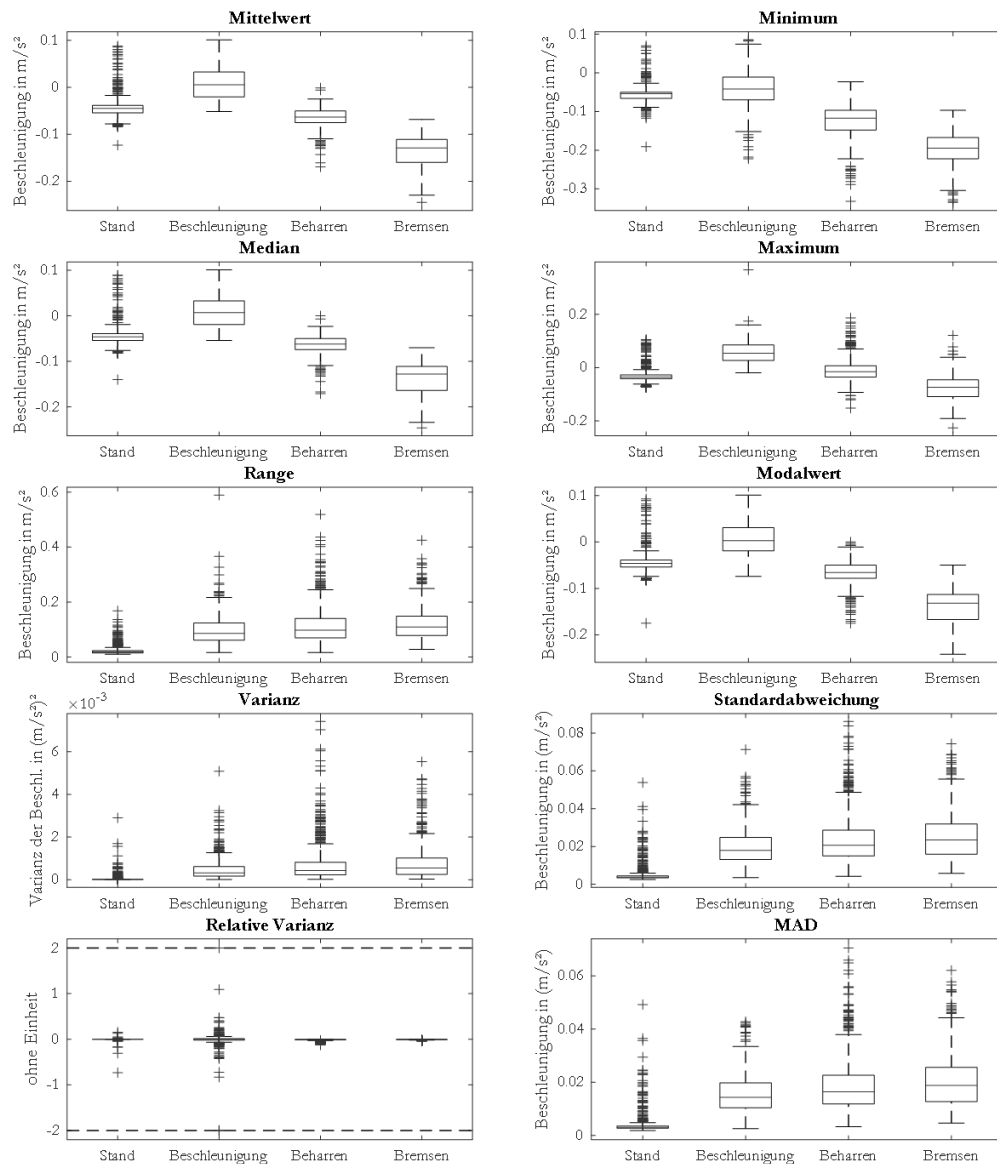 Mittelwert
Beschleunigung in m/s²
0.1
0
-0.1
-0.2
Stand Beschleunigung Beharren Bremsen
Minimum
Beschleunigung in m/s²
0.1
0
-0.1
-0.2
-0.3
Stand Beschleunigung Beharren Bremsen
Median
Beschleunigung in m/s²
0.1
0
-0.1
-0.2
Stand Beschleunigung Beharren Bremsen
Maximum
Beschleunigung in m/s²
0.2
0
-0.2
Stand Beschleunigung Beharren Bremsen
Range
Beschleunigung in m/s²
0.6
0.4
0.2
0
Stand Beschleunigung Beharren Bremsen
Modalwert
Beschleunigung in m/s²
0.1
0
-0.1
-0.2
Stand Beschleunigung Beharren Bremsen
Varianz
×10⁻³
Varianz der Beschl. in (m/s²)²
6
4
2
0
Stand Beschleunigung Beharren Bremsen
Standardabweichung
Beschleunigung in (m/s²)
0.08
0.06
0.04
0.02
0
Stand Beschleunigung Beharren Bremsen
Relative Varianz
ohne Einheit
2
1
0
-1
-2
Stand Beschleunigung Beharren Bremsen
MAD
Beschleunigung in (m/s²)
0.06
0.04
0.02
0
Stand Beschleunigung Beharren Bremsen